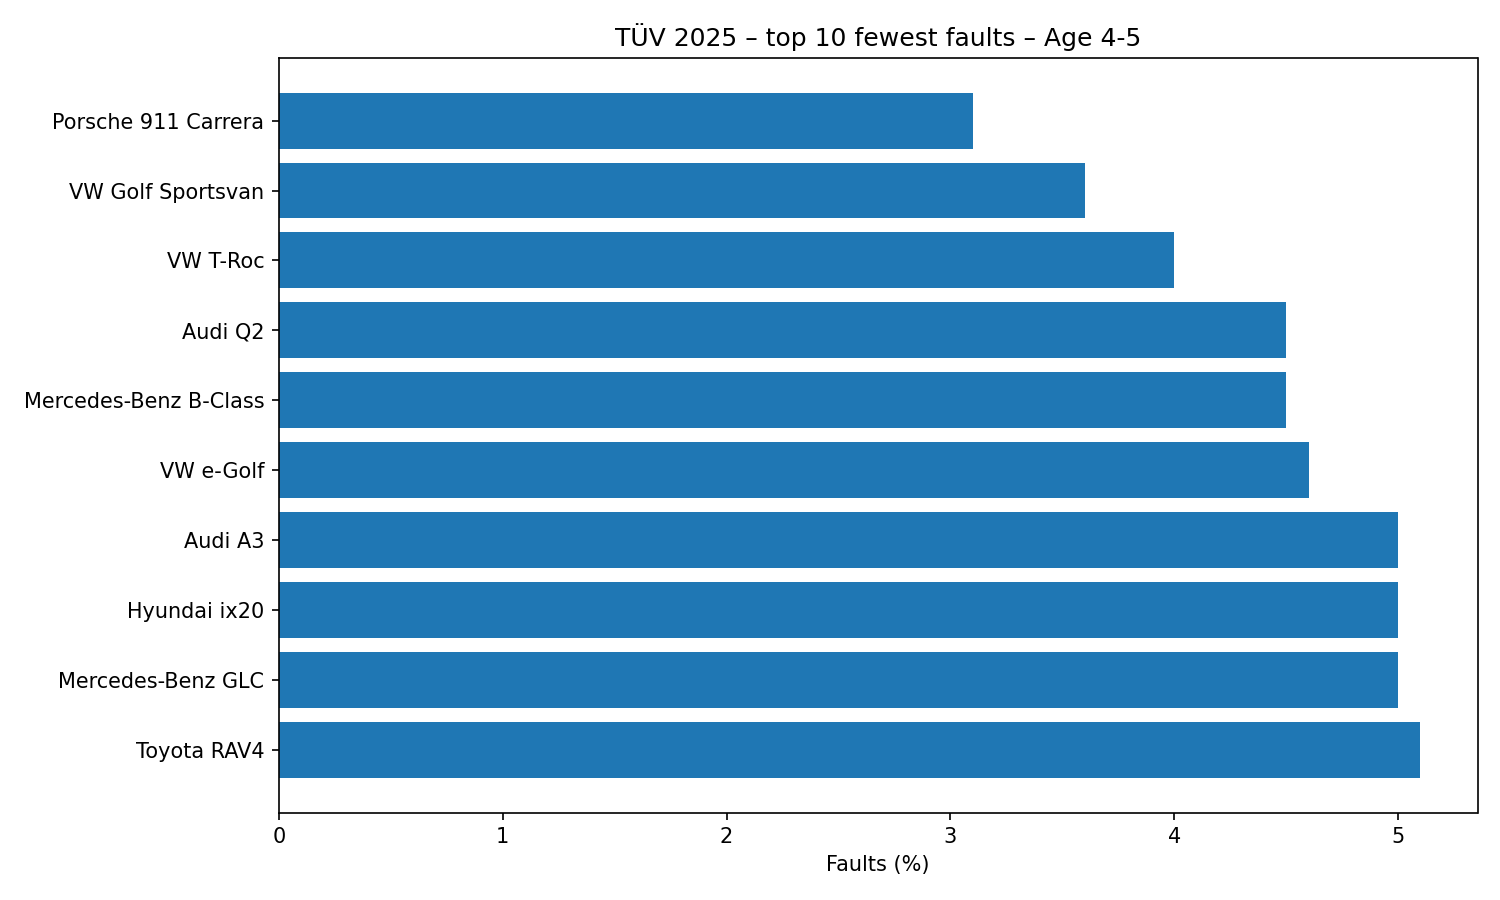 TÜV 2025 – top 10 fewest faults – Age 4-5
Porsche 911 Carrera
VW Golf Sportsvan
VW T-Roc
Audi Q2
Mercedes-Benz B-Class
VW e-Golf
Audi A3
Hyundai ix20
Mercedes-Benz GLC
Toyota RAV4
0 1 2 3 4 5
Faults (%)